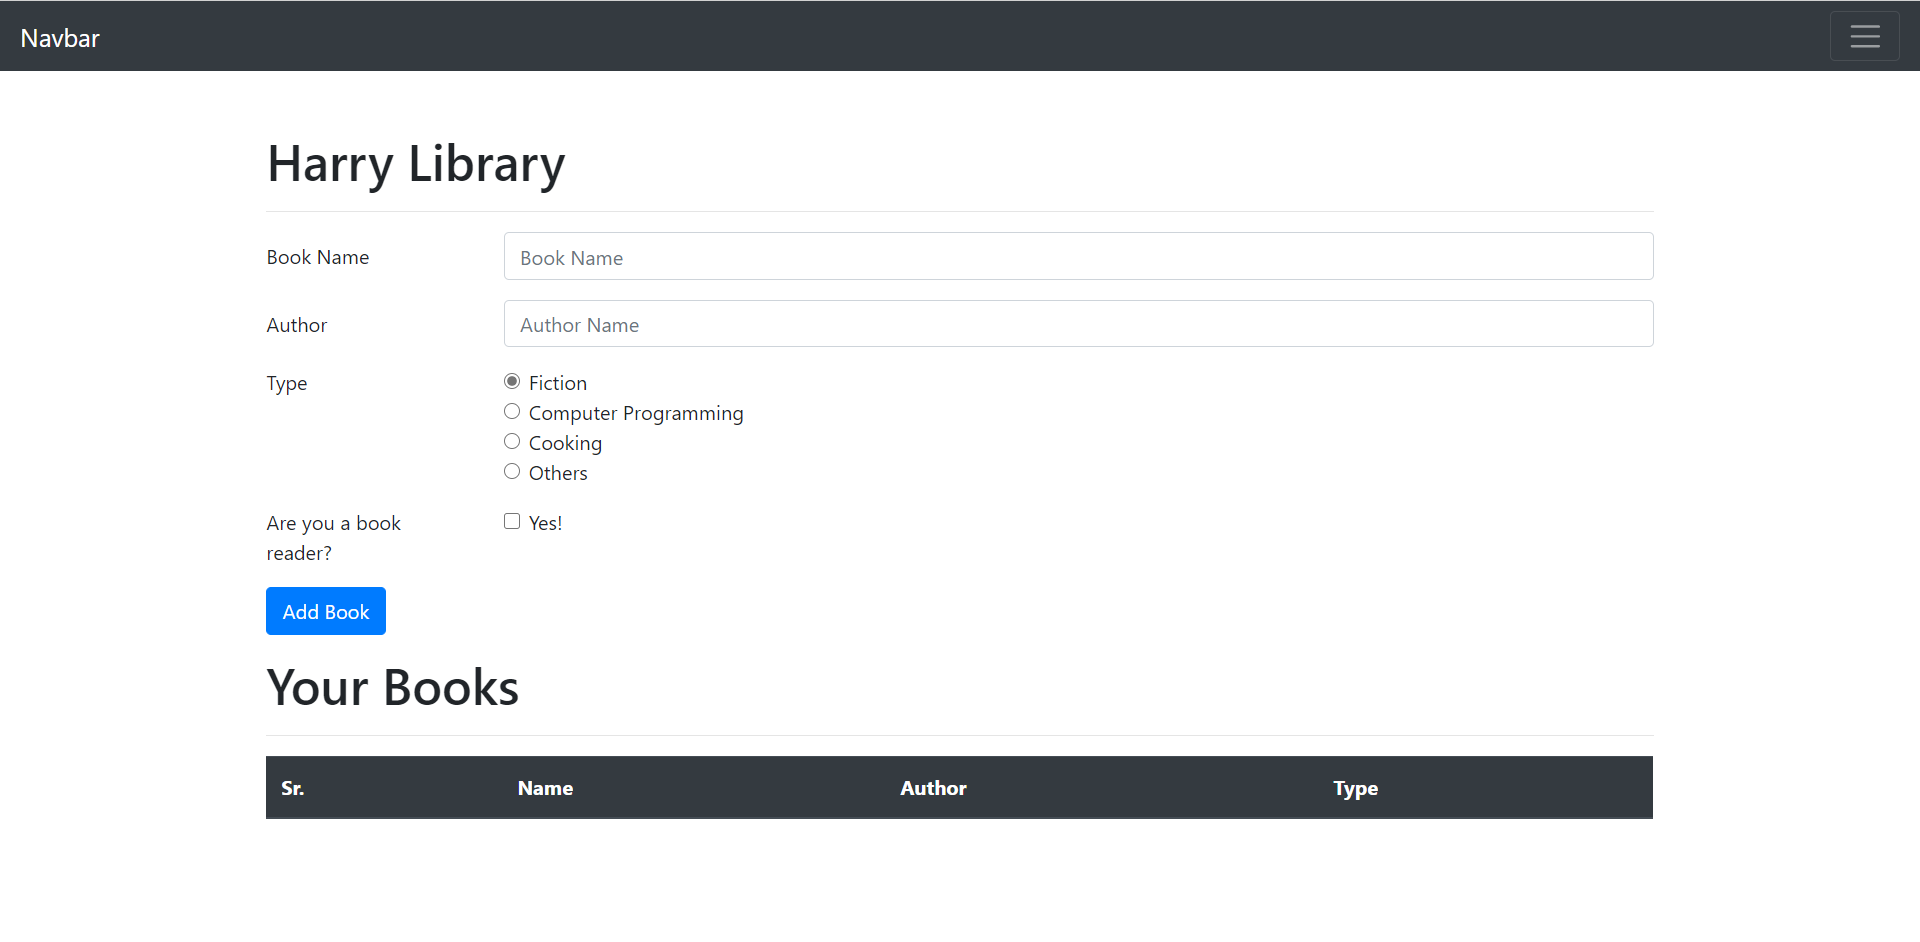 Navbar
Harry Library
Book Name Book Name
Author Author Name
Type Fiction
Computer Programming
Cooking
Others
Are you a book Yes!
reader?
Add Book
Your Books
Sr. Name Author Type